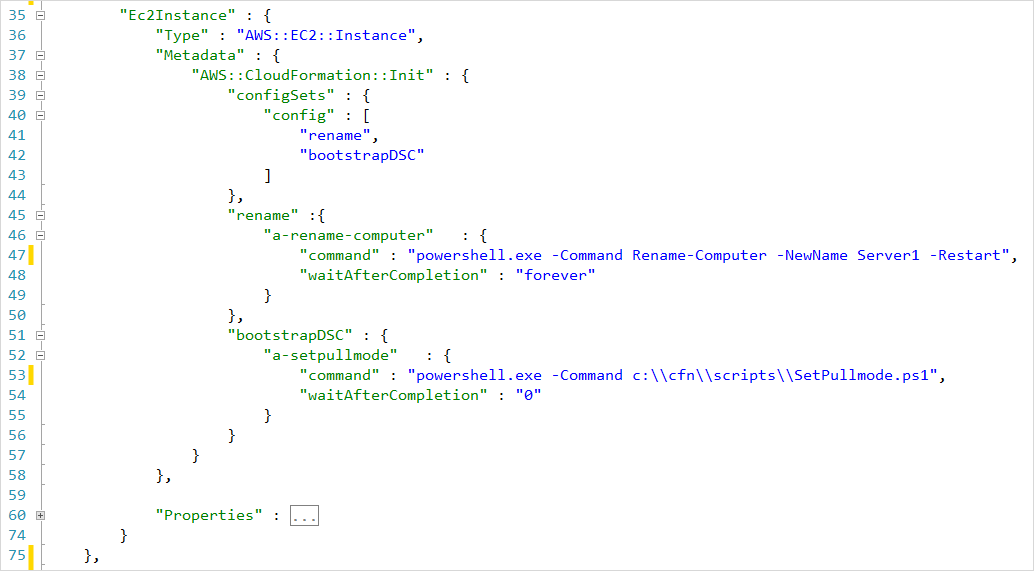 35 "Ec2Instance" : {
36 "Type" : "AWS::EC2::Instance",
37 "Metadata" : {
38 "AWS::CloudFormation::Init" : {
39 "configSets" : {
40 "config" : [
41 "rename",
42 "bootstrapDSC"
43 ]
44 },
45 "rename" :{
46 "a-rename-computer"   : {
47 "command" : "powershell.exe -Command Rename-Computer -NewName Server1 -Restart",
48 "waitAfterCompletion" : "forever"
49 }
50 },
51 "bootstrapDSC" : {
52 "a-setpullmode"   : {
53 "command" : "powershell.exe -Command c:\\cfn\\scripts\\SetPullmode.ps1",
54 "waitAfterCompletion" : "0"
55 }
56 }
57 }
58 },
59
60 "Properties" : ...
74 }
75 },